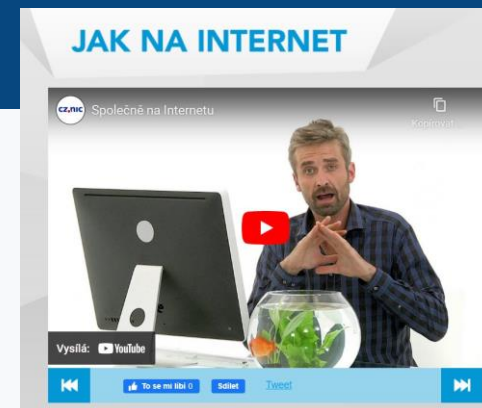 JAK NA INTERNET
cz.nic Společně na Internetu
Kopírovat
Vysílá: YouTube
To se mi líbí 0 Sdílet Tweet